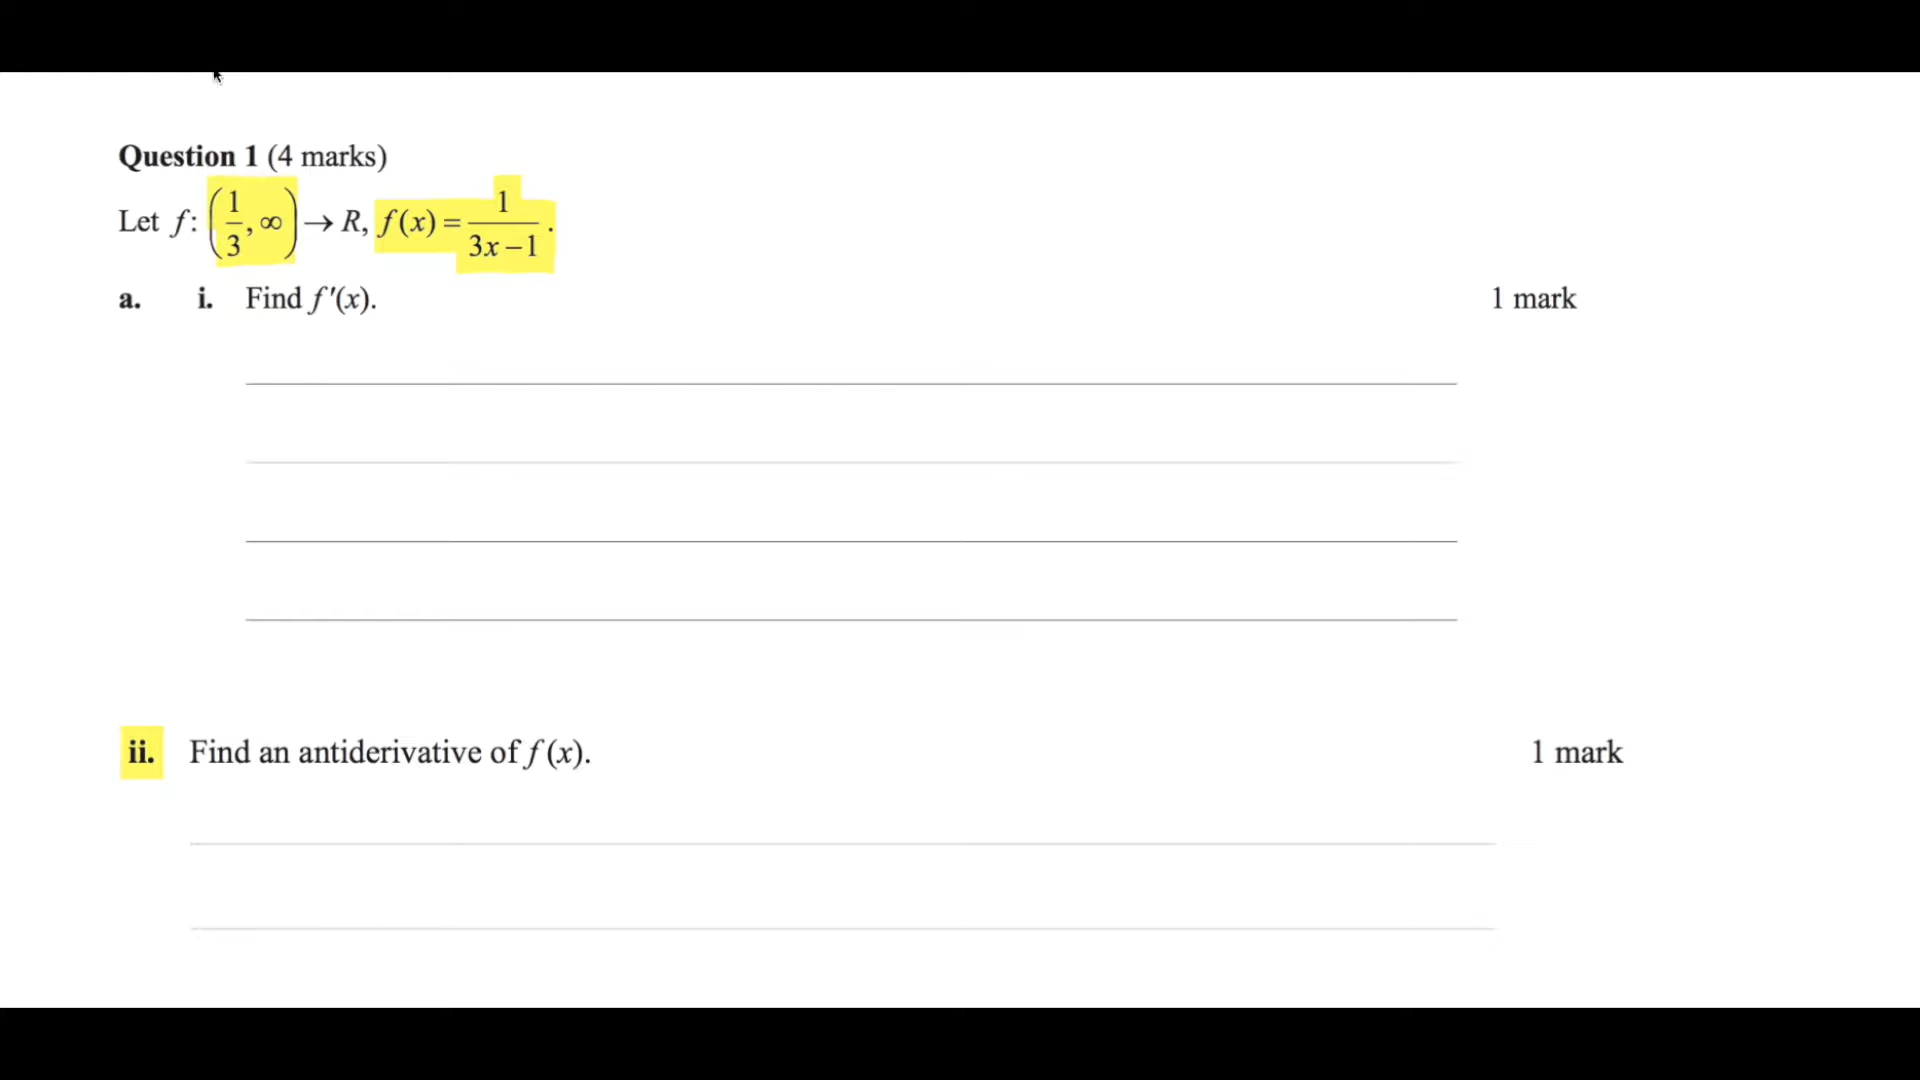 Question 1 (4 marks)
Let f: (1/3, ∞) → R, f(x) = 1/(3x – 1).
a. i. Find f′(x). 1 mark
ii. Find an antiderivative of f(x). 1 mark